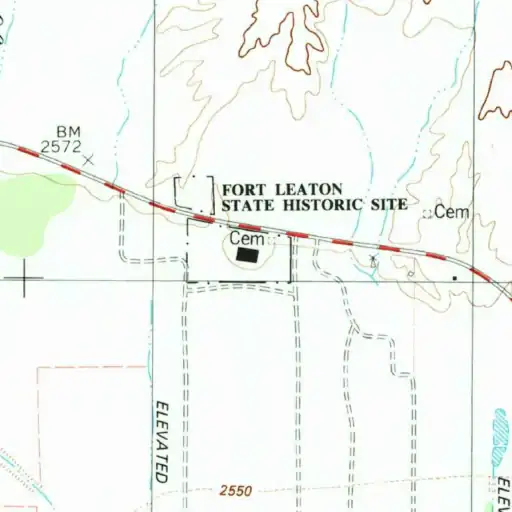 BM
2572
FORT LEATON
STATE HISTORIC SITE
Cem
Cem
ELEVATED
2550